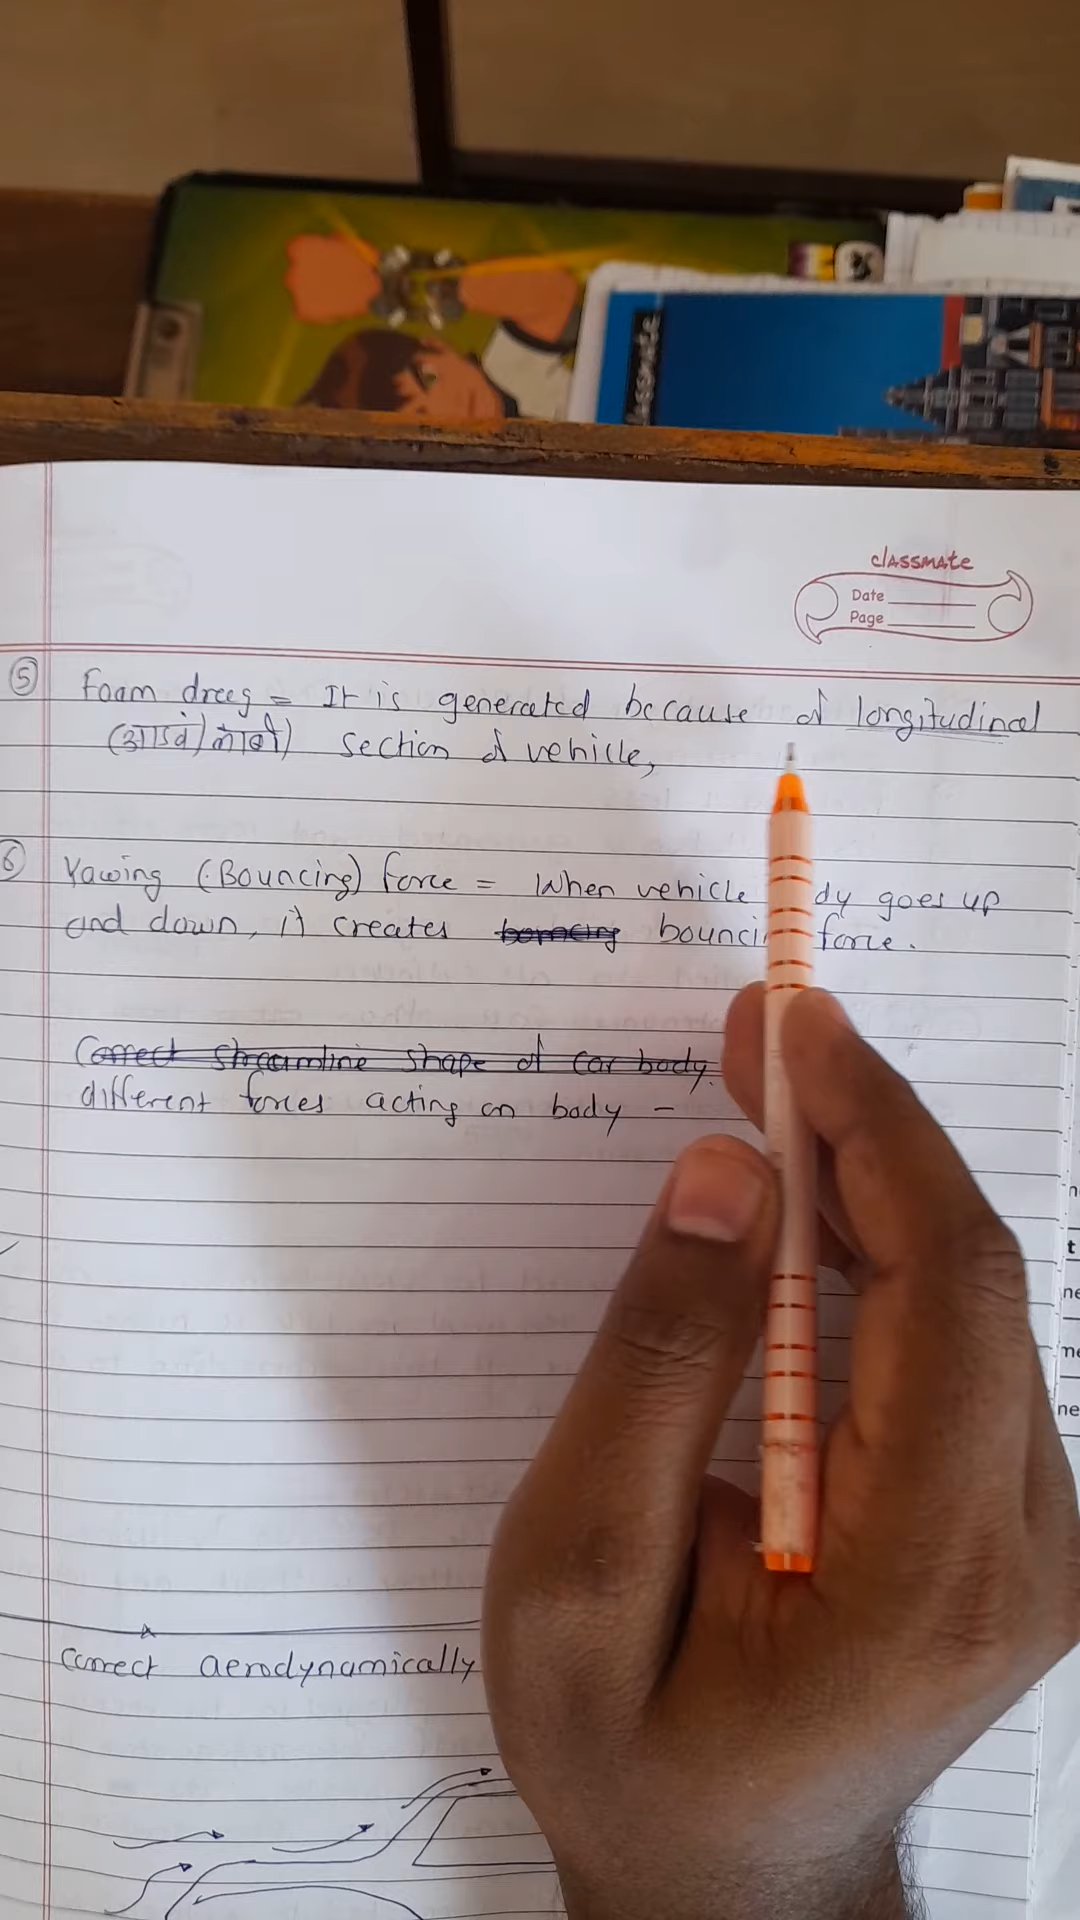 classmate
classmate
Date
Page
⑤ Foam drag = It is generated because of longitudinal
section of vehicle,
⑥ Yawing (Bouncing) force = When vehicle dy goes up
and down, it creates bouncing bouncin force.
Correct streamline shape of car body.
different forces acting on body –
Correct aerodynamically